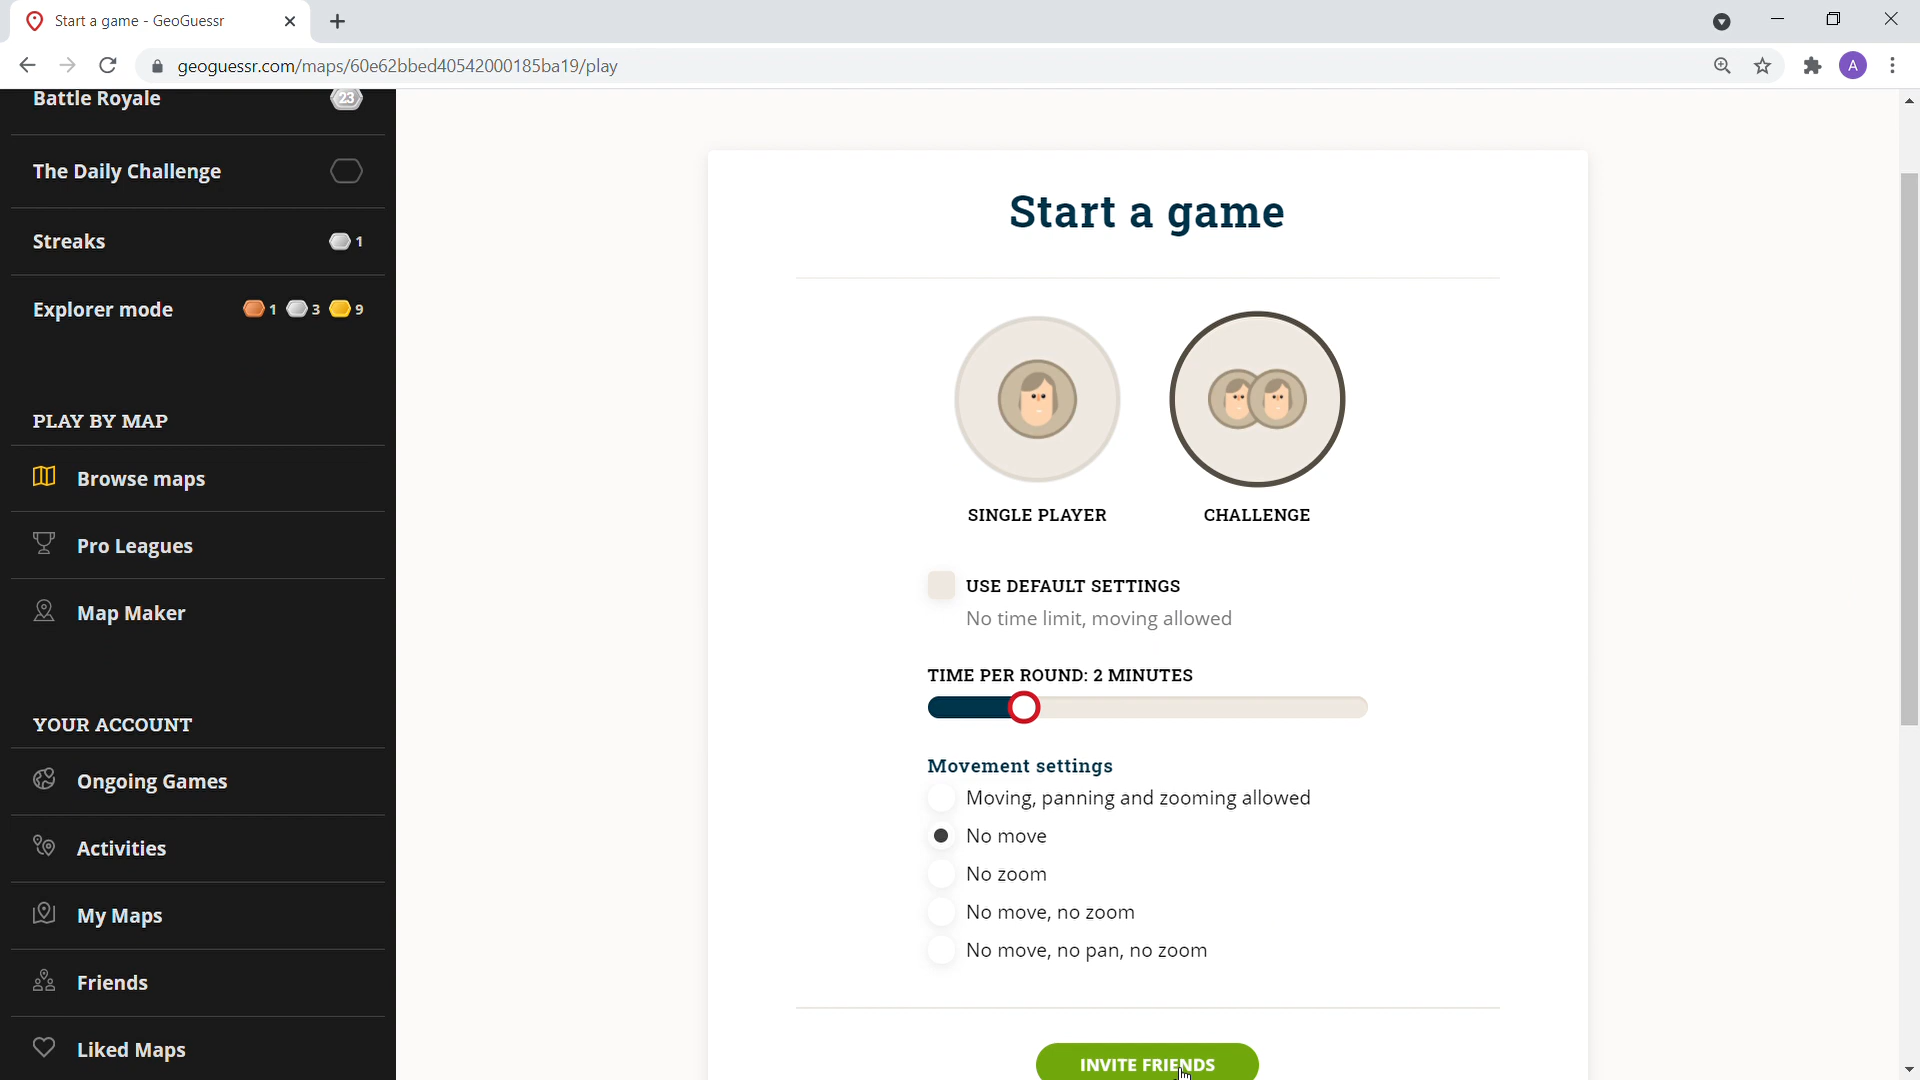 Start a game - GeoGuessr
geoguessr.com/maps/60e62bbed40542000185ba19/play
A
Battle Royale 23
The Daily Challenge
Streaks 1
Explorer mode 1 3 9
PLAY BY MAP
Browse maps
Pro Leagues
Map Maker
YOUR ACCOUNT
Ongoing Games
Activities
My Maps
Friends
Liked Maps
Start a game
SINGLE PLAYER CHALLENGE
USE DEFAULT SETTINGS
No time limit, moving allowed
TIME PER ROUND: 2 MINUTES
Movement settings
Moving, panning and zooming allowed
No move
No zoom
No move, no zoom
No move, no pan, no zoom
INVITE FRIENDS